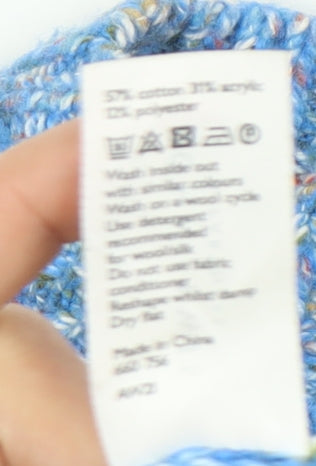 57% cotton 31% acrylic
12% polyester
Wash inside out
with similar colours
Wash on a wool cycle
Use detergent
recommended
for wool/silk
Do not use fabric
conditioner
Reshape whilst damp
Dry flat
Made in China
AW21